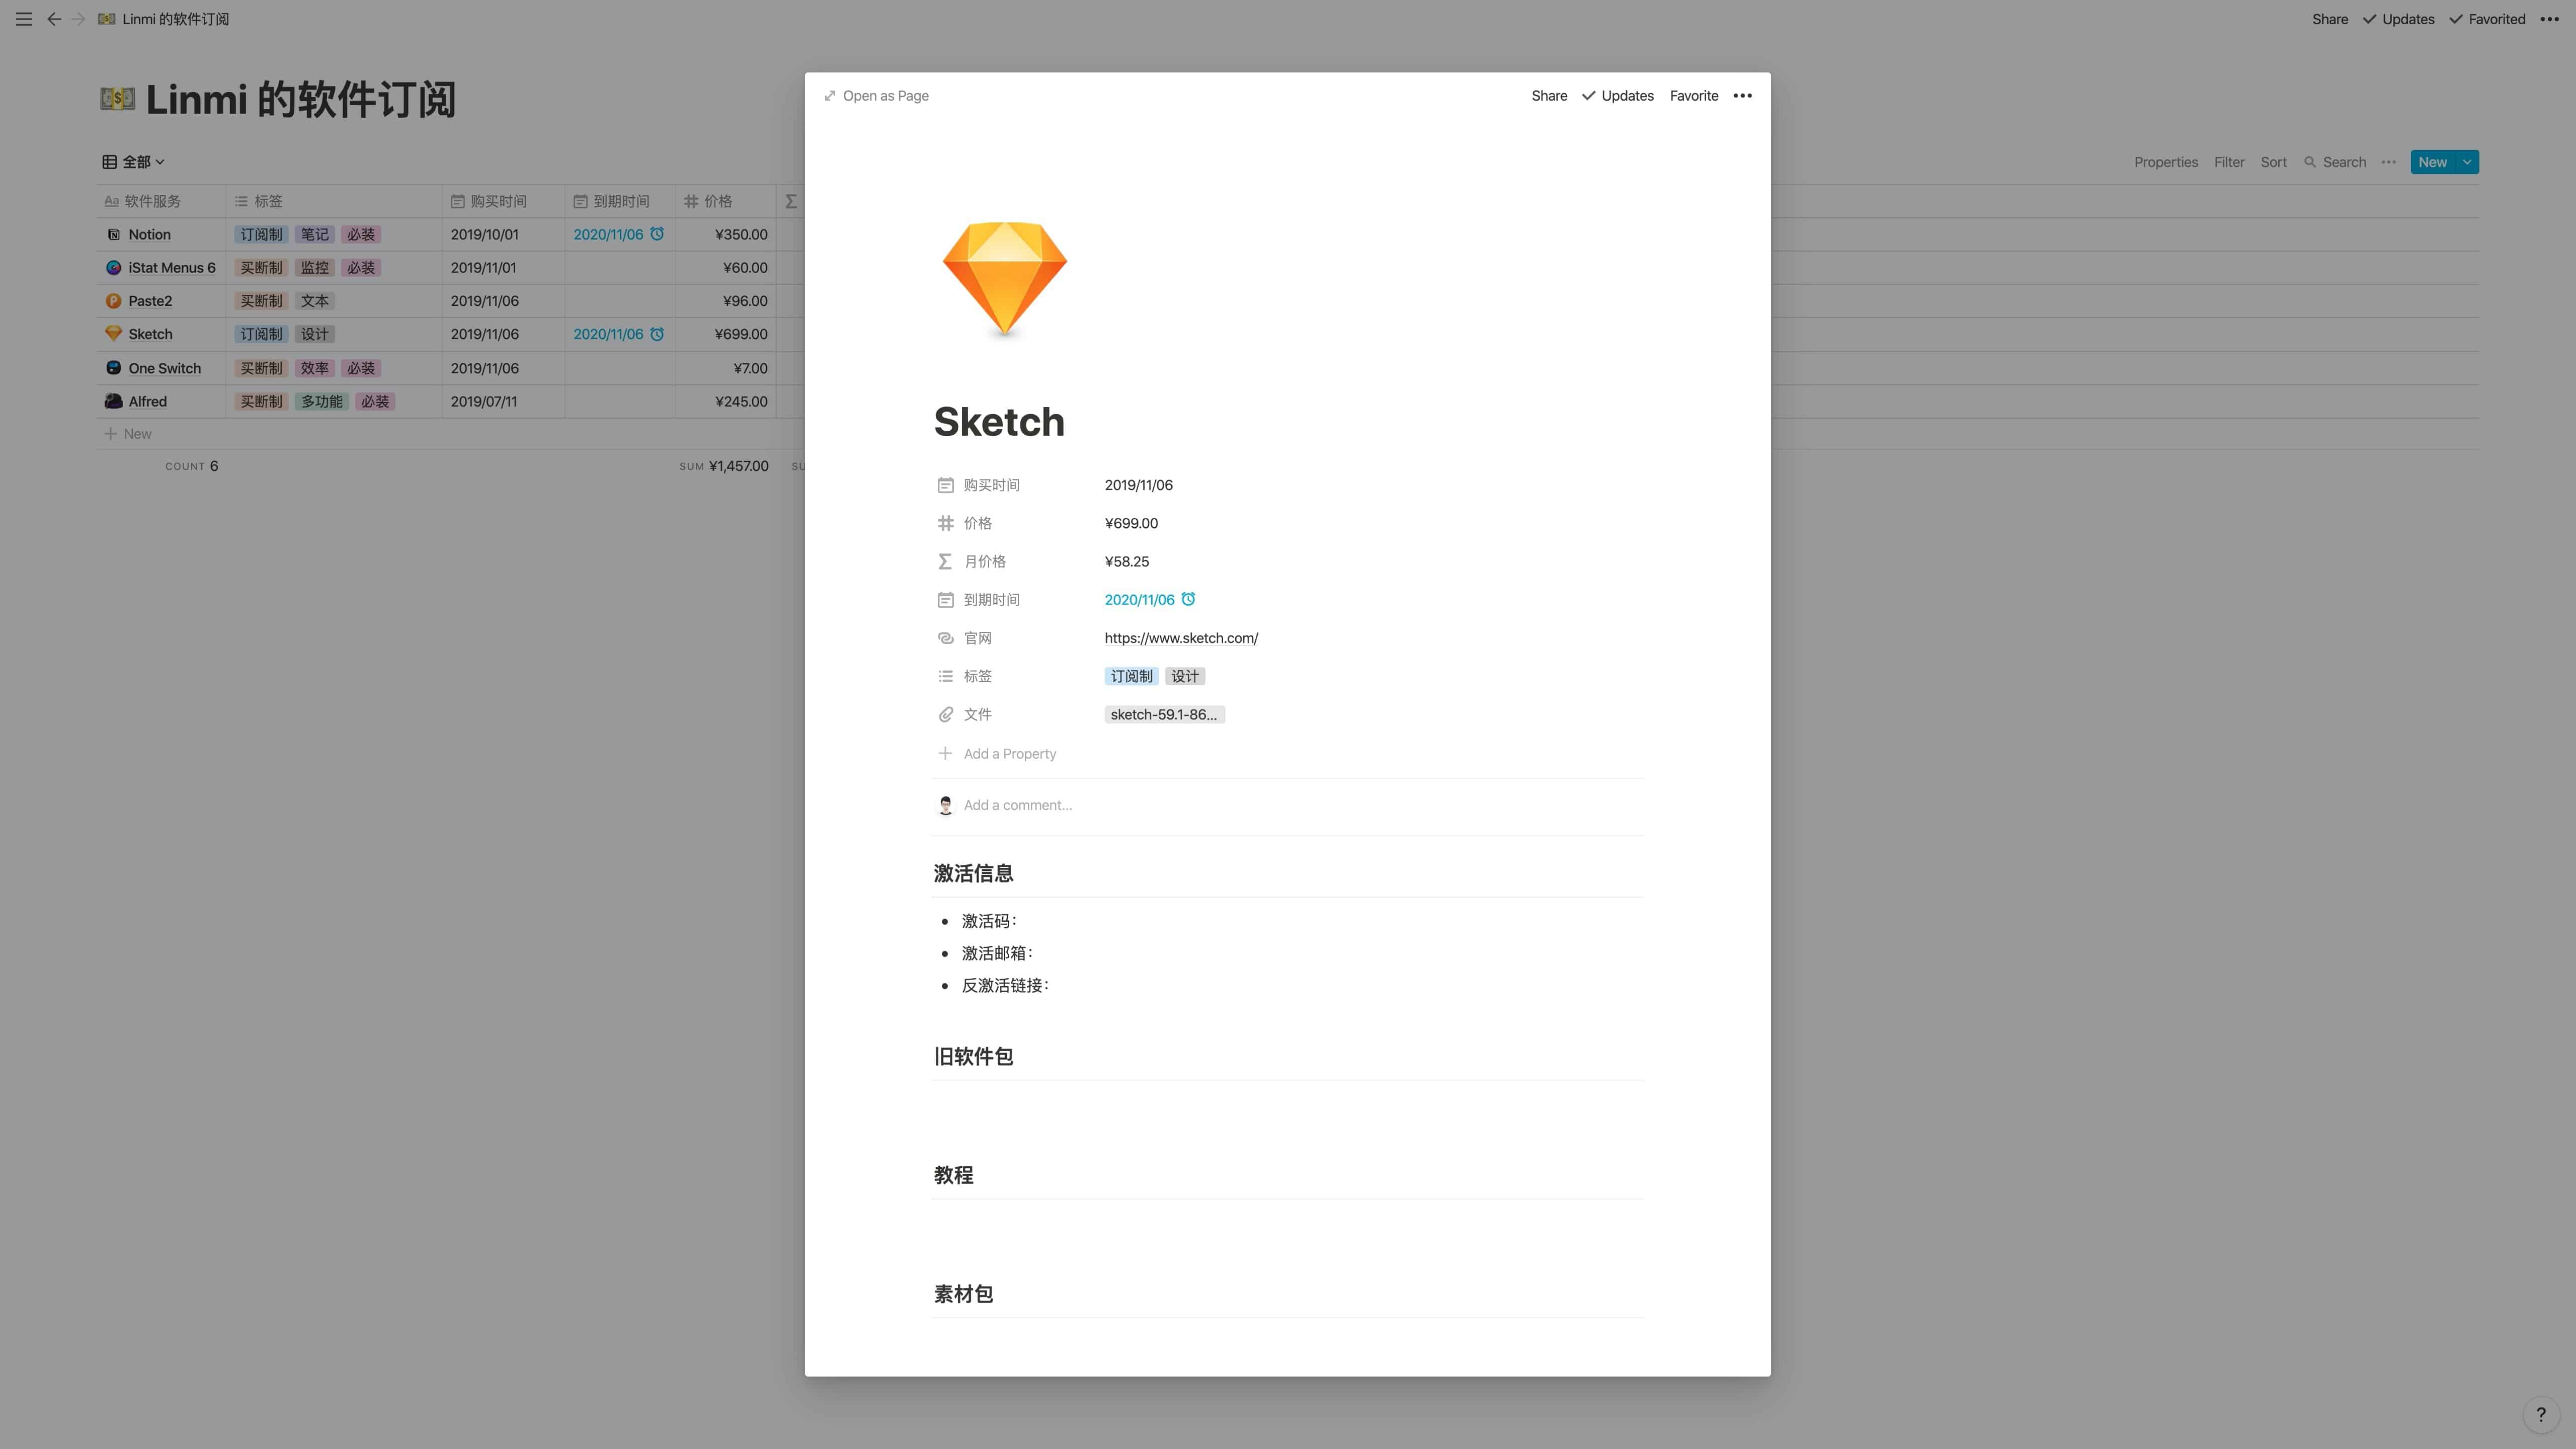 Linmi 的软件订阅
Share Updates Favorited
Linmi 的软件订阅
全部
Properties Filter Sort Search New
软件服务 标签 购买时间 到期时间 价格
Notion 订阅制 笔记 必装 2019/10/01 2020/11/06 ¥350.00
iStat Menus 6 买断制 监控 必装 2019/11/01 ¥60.00
Paste2 买断制 文本 2019/11/06 ¥96.00
Sketch 订阅制 设计 2019/11/06 2020/11/06 ¥699.00
One Switch 买断制 效率 必装 2019/11/06 ¥7.00
Alfred 买断制 多功能 必装 2019/07/11 ¥245.00
New
COUNT 6 SUM ¥1,457.00 SU
Open as Page
Share Updates Favorite
Sketch
购买时间 2019/11/06
价格 ¥699.00
月价格 ¥58.25
到期时间 2020/11/06
官网 https://www.sketch.com/
标签 订阅制 设计
文件 sketch-59.1-86...
Add a Property
Add a comment...
激活信息
• 激活码：
• 激活邮箱：
• 反激活链接：
旧软件包
教程
素材包
?